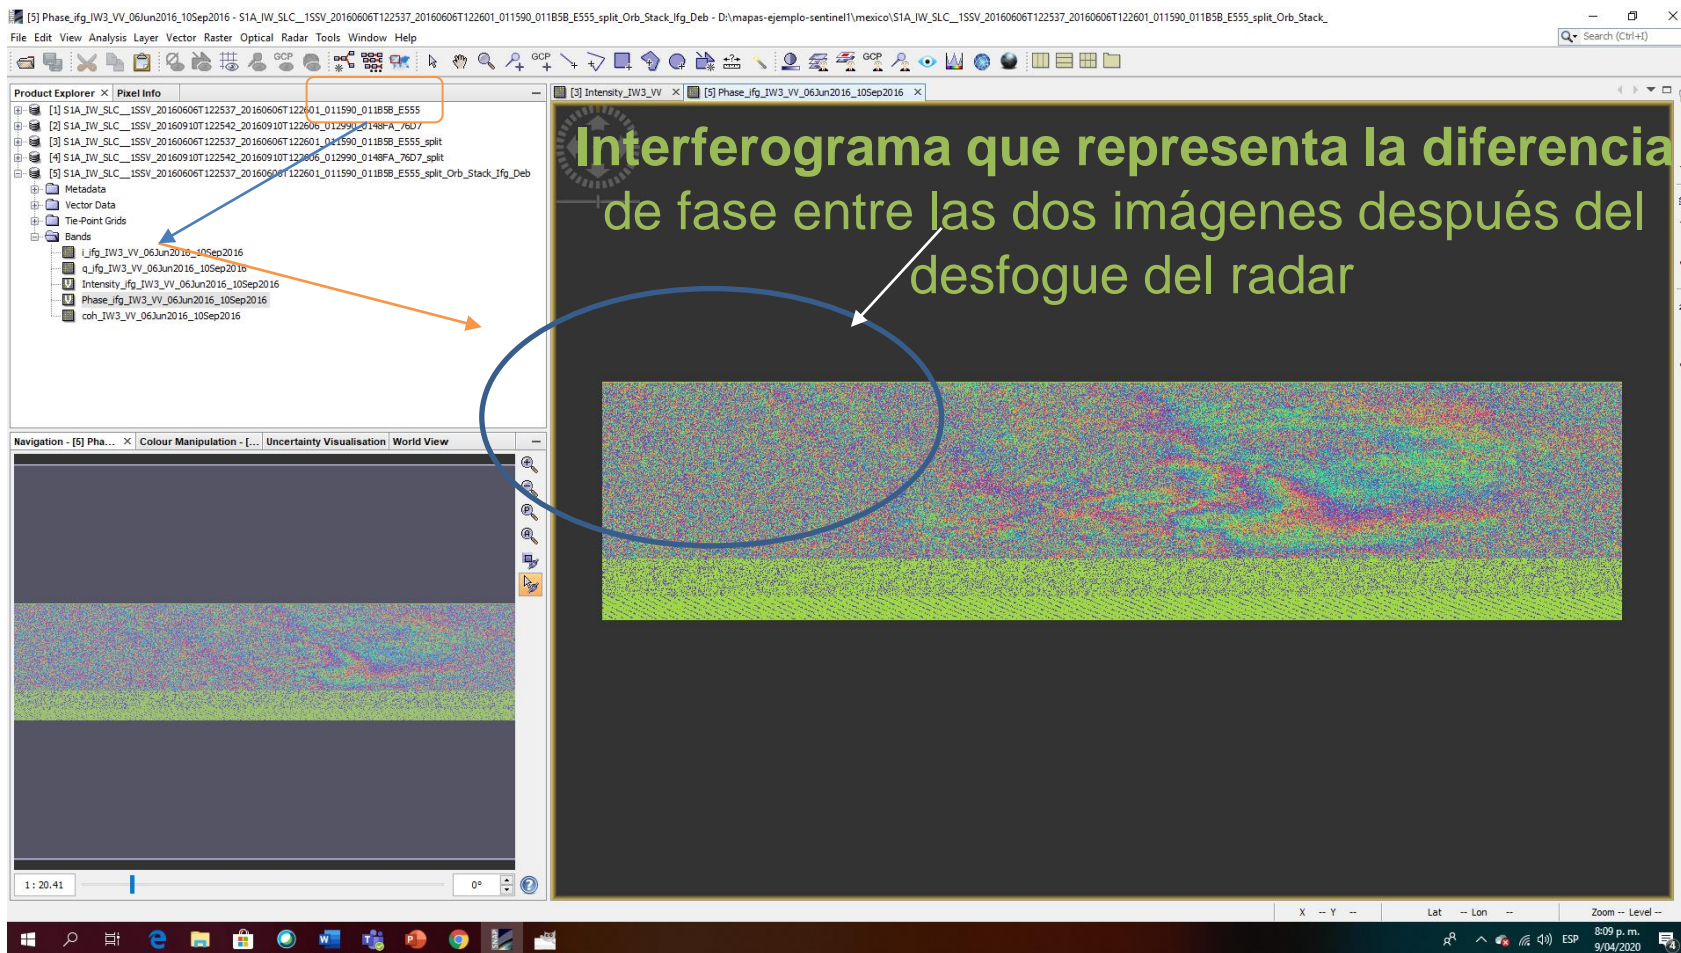 [5] Phase_ifg_IW3_VV_06Jun2016_10Sep2016 - S1A_IW_SLC__1SSV_20160606T122537_20160606T122601_011590_011B5B_E555_split_Orb_Stack_Ifg_Deb - D:\mapas-ejemplo-sentinel1\mexico\S1A_IW_SLC__1SSV_20160606T122537_20160606T122601_011590_011B5B_E555_split_Orb_Stack_
File Edit View Analysis Layer Vector Raster Optical Radar Tools Window Help
Search (Ctrl+I)
GCP GCP GCP
Product Explorer Pixel Info
[3] Intensity_IW3_VV [5] Phase_ifg_IW3_VV_06Jun2016_10Sep2016
[1] S1A_IW_SLC__1SSV_20160606T122537_20160606T122601_011590_011B5B_E555
[2] S1A_IW_SLC__1SSV_20160910T122542_20160910T122606_012990_0148FA_76D7
[3] S1A_IW_SLC__1SSV_20160606T122537_20160606T122601_011590_011B5B_E555_split
[4] S1A_IW_SLC__1SSV_20160910T122542_20160910T122606_012990_0148FA_76D7_split
[5] S1A_IW_SLC__1SSV_20160606T122537_20160606T122601_011590_011B5B_E555_split_Orb_Stack_Ifg_Deb
Metadata
Vector Data
Tie-Point Grids
Bands
i_ifg_IW3_VV_06Jun2016_10Sep2016
q_ifg_IW3_VV_06Jun2016_10Sep2016
Intensity_ifg_IW3_VV_06Jun2016_10Sep2016
Phase_ifg_IW3_VV_06Jun2016_10Sep2016
coh_IW3_VV_06Jun2016_10Sep2016
Interferograma que representa la diferencia
de fase entre las dos imágenes después del
desfogue del radar
Navigation - [5] Pha... Colour Manipulation - [... Uncertainty Visualisation World View
1 : 20.41
0°
X -- Y -- Lat -- Lon -- Zoom -- Level --
ESP
8:09 p. m.
9/04/2020
4